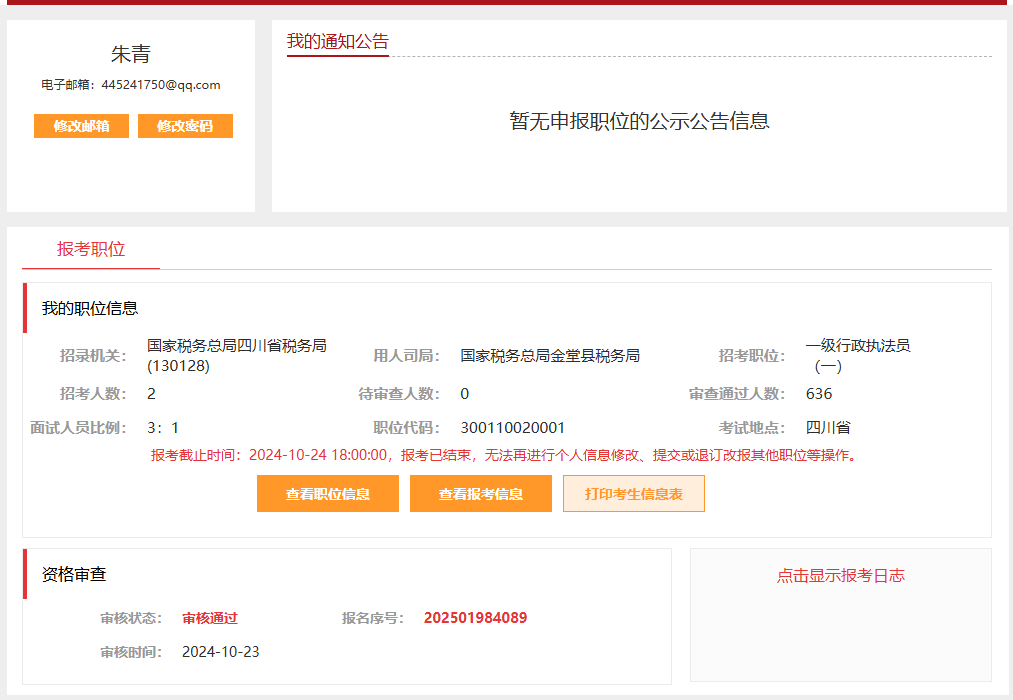 朱青
电子邮箱：445241750@qq.com
修改邮箱 修改密码
我的通知公告
暂无申报职位的公示公告信息
报考职位
我的职位信息
招录机关： 国家税务总局四川省税务局(130128) 用人司局： 国家税务总局金堂县税务局 招考职位： 一级行政执法员（一）
招考人数： 2 待审查人数： 0 审查通过人数： 636
面试人员比例： 3：1 职位代码： 300110020001 考试地点： 四川省
报考截止时间：2024-10-24 18:00:00，报考已结束，无法再进行个人信息修改、提交或退订改报其他职位等操作。
查看职位信息 查看报考信息 打印考生信息表
资格审查
审核状态： 审核通过 报名序号： 202501984089
审核时间： 2024-10-23
点击显示报考日志